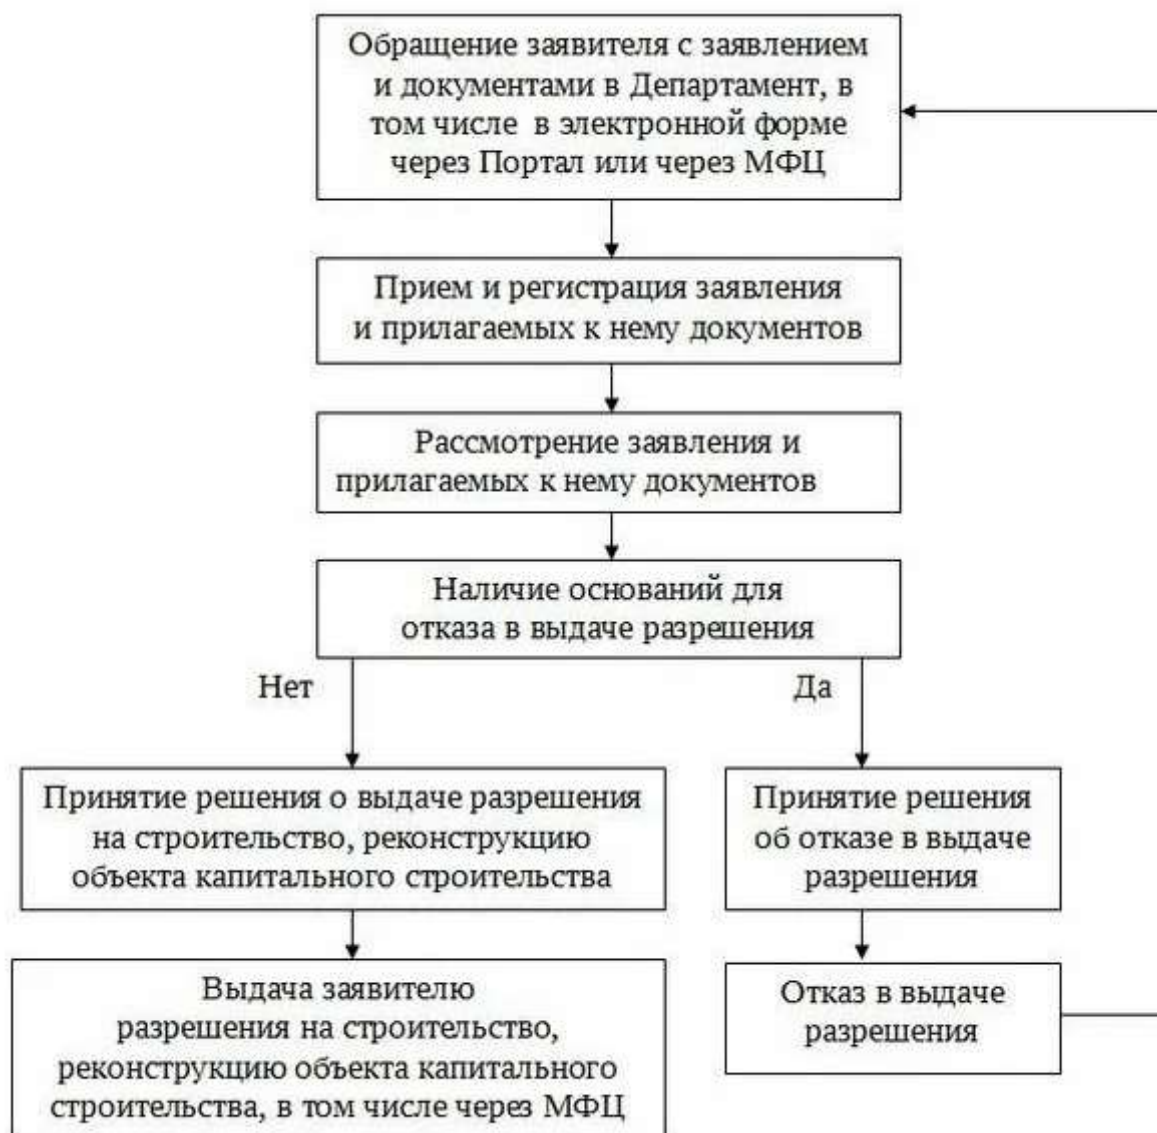 Обращение заявителя с заявлением
и документами в Департамент, в
том числе в электронной форме
через Портал или через МФЦ
Прием и регистрация заявления
и прилагаемых к нему документов
Рассмотрение заявления и
прилагаемых к нему документов
Наличие оснований для
отказа в выдаче разрешения
Нет
Да
Принятие решения о выдаче разрешения
на строительство, реконструкцию
объекта капитального строительства
Принятие решения
об отказе в выдаче
разрешения
Выдача заявителю
разрешения на строительство,
реконструкцию объекта капитального
строительства, в том числе через МФЦ
Отказ в выдаче
разрешения